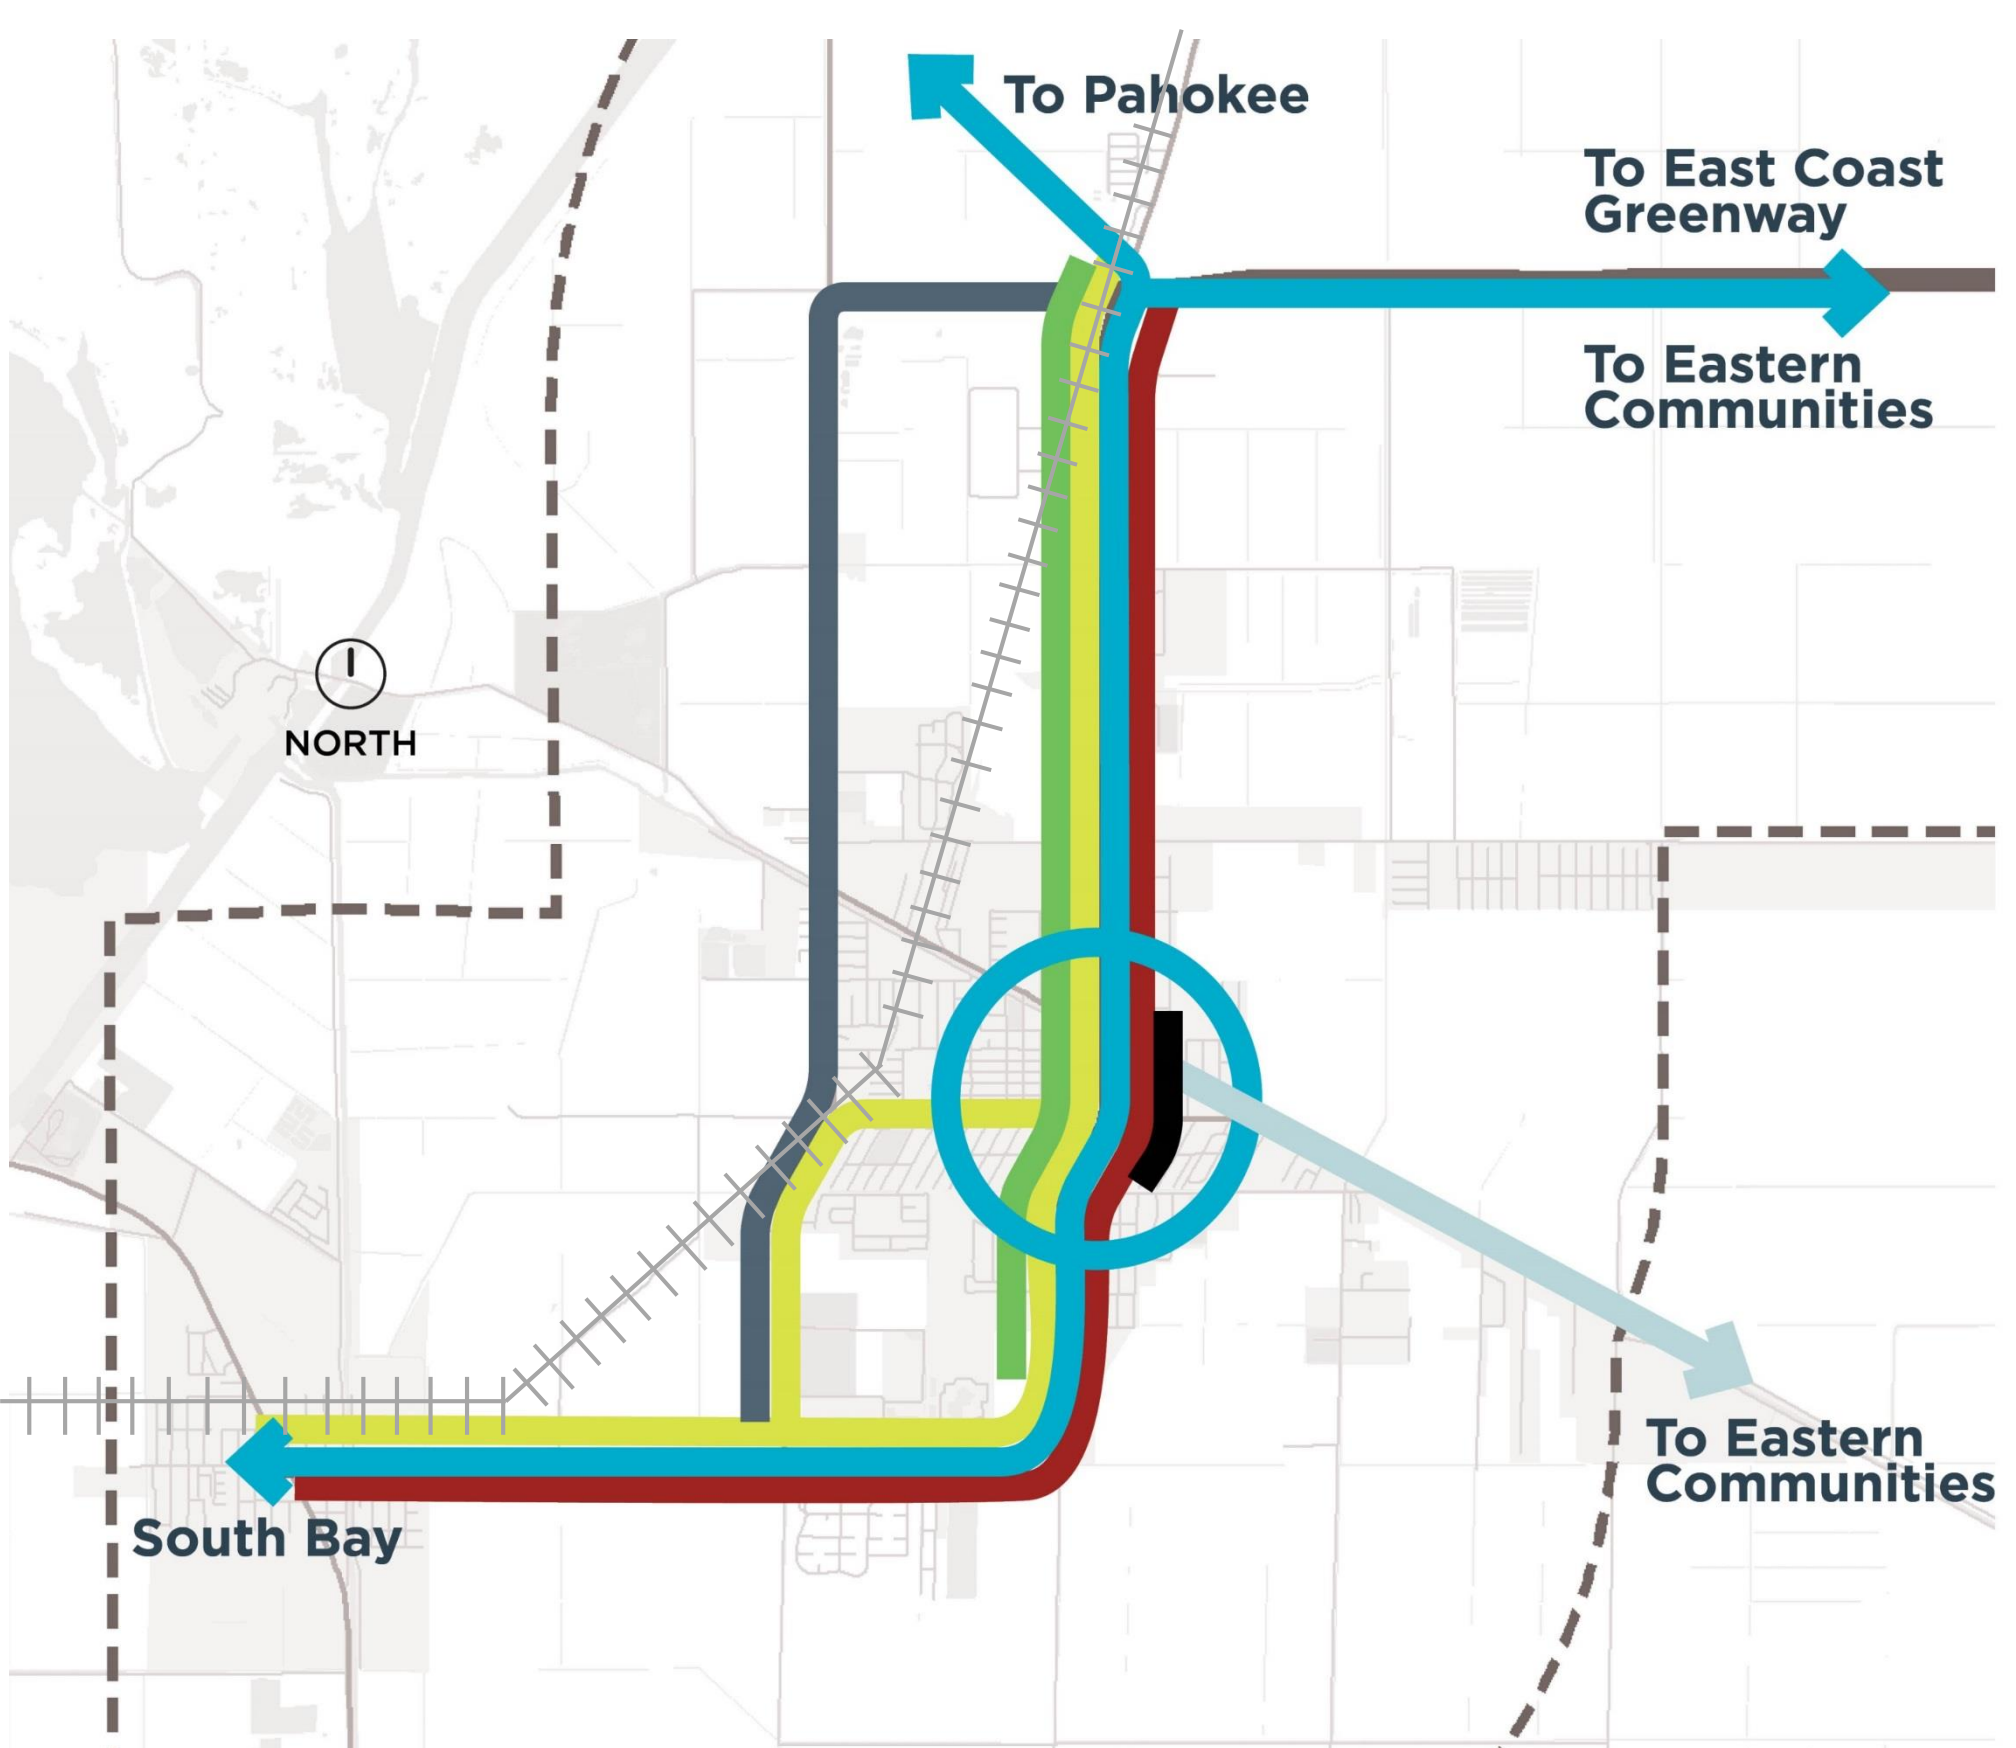 To Pahokee
To East Coast
Greenway
To Eastern
Communities
NORTH
To Eastern
Communities
South Bay